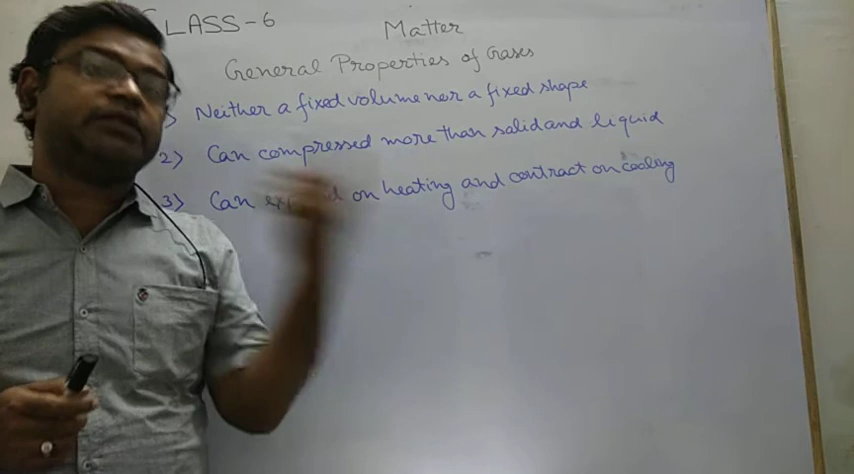 CLASS-6
Matter
General Properties of Gases
Neither a fixed volume nor a fixed shape
2) Can compressed more than solid and liquid
3) Can on heating and contract on cooling